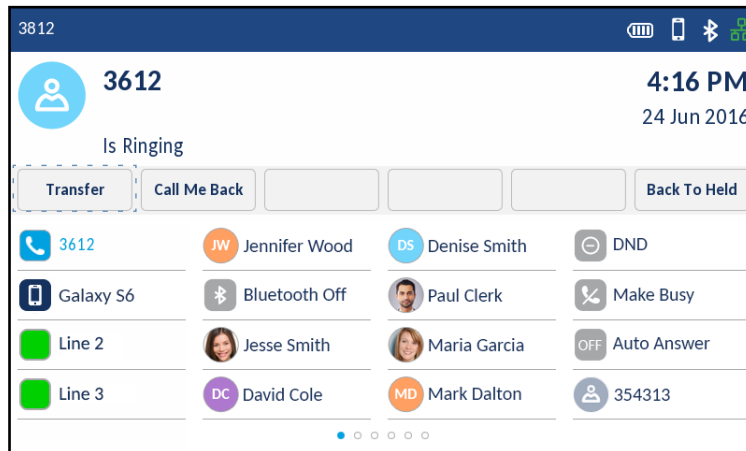 3812
3612
4:16 PM
24 Jun 2016
Is Ringing
Transfer Call Me Back Back To Held
3612 JW Jennifer Wood DS Denise Smith DND
Galaxy S6 Bluetooth Off Paul Clerk Make Busy
Line 2 Jesse Smith Maria Garcia OFF Auto Answer
Line 3 DC David Cole MD Mark Dalton 354313